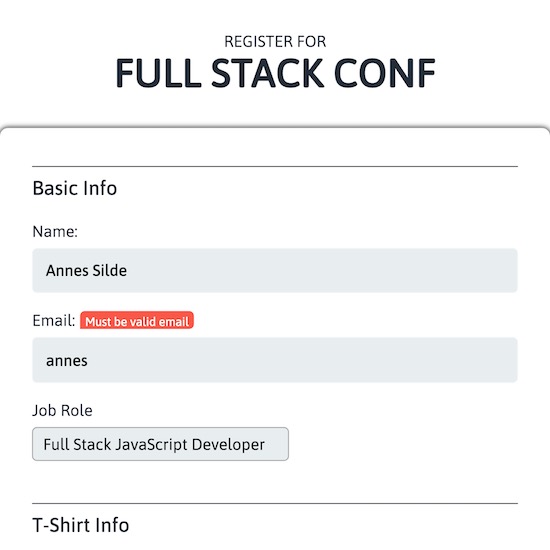 REGISTER FOR
FULL STACK CONF
Basic Info
Name:
Annes Silde
Email: Must be valid email
annes
Job Role
Full Stack JavaScript Developer
T-Shirt Info